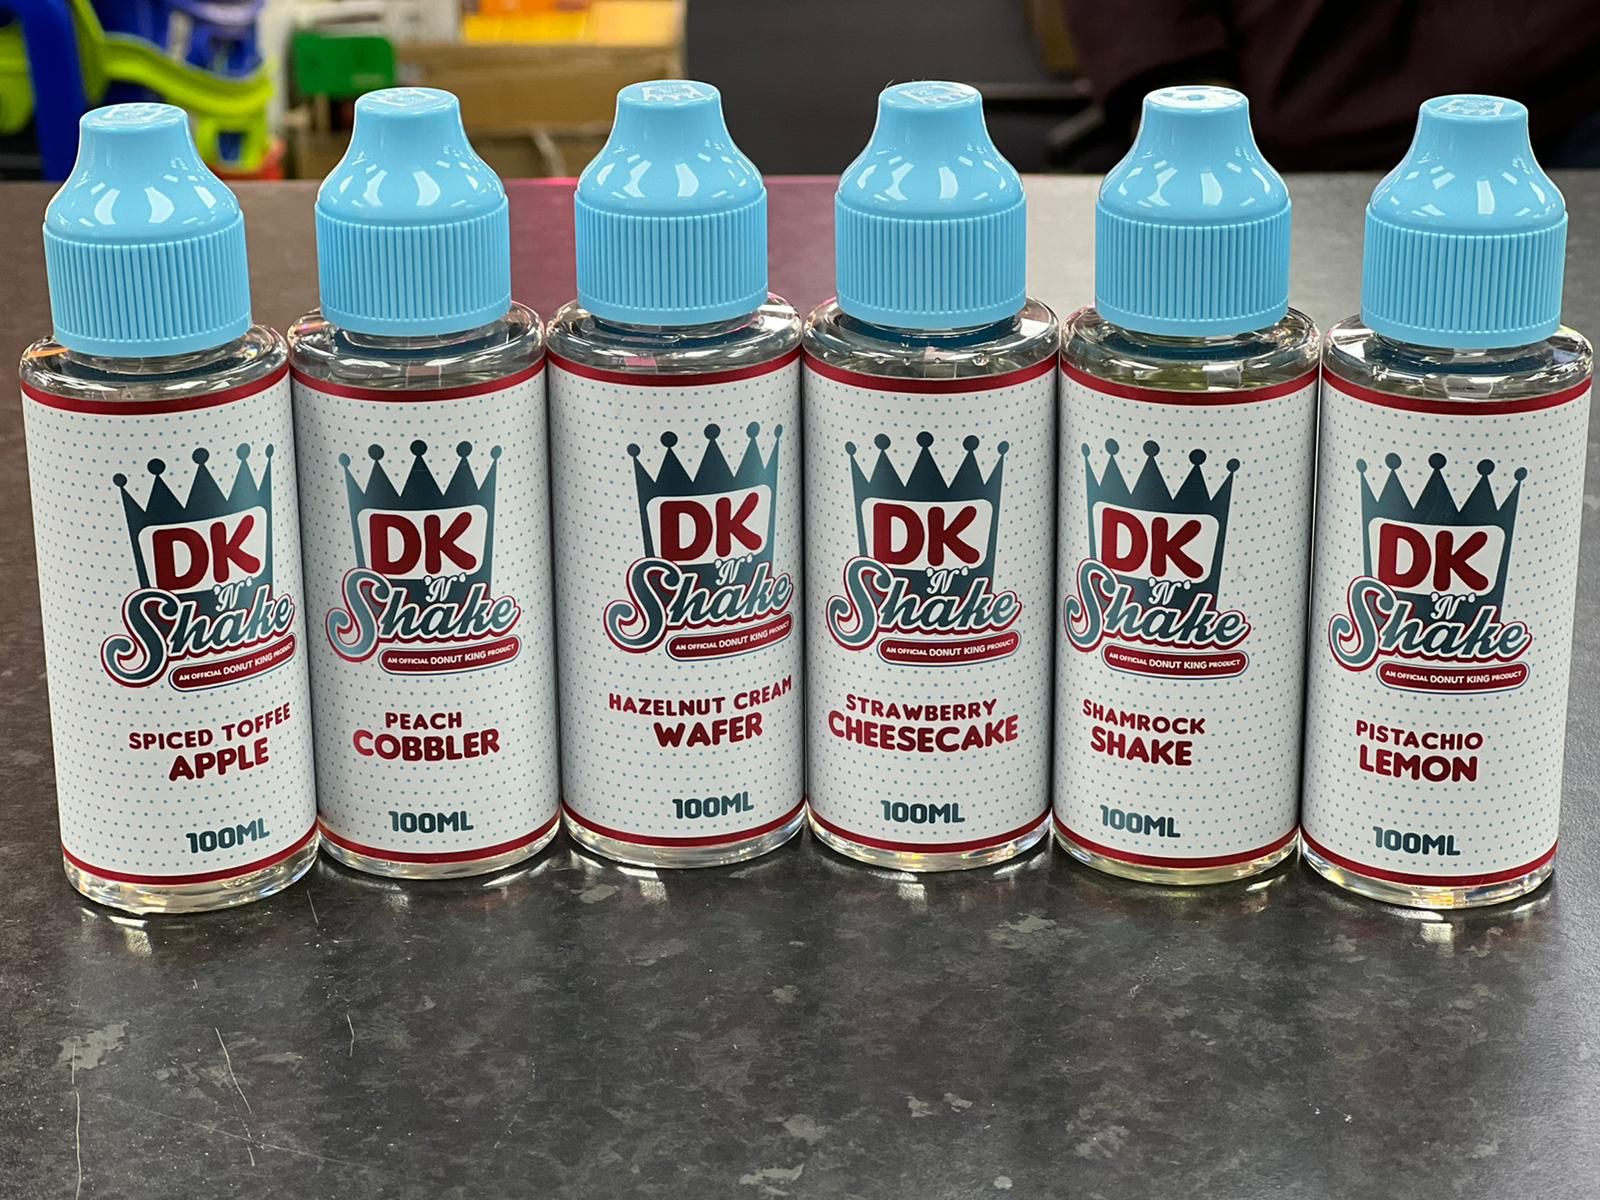 DK
'N'
Shake
AN OFFICIAL DONUT KING PRODUCT
SPICED TOFFEE
APPLE
100ML
DK
'N'
Shake
AN OFFICIAL DONUT KING PRODUCT
PEACH
COBBLER
100ML
DK
'N'
Shake
AN OFFICIAL DONUT KING PRODUCT
HAZELNUT CREAM
WAFER
100ML
DK
'N'
Shake
AN OFFICIAL DONUT KING PRODUCT
STRAWBERRY
CHEESECAKE
100ML
DK
'N'
Shake
AN OFFICIAL DONUT KING PRODUCT
SHAMROCK
SHAKE
100ML
DK
'N'
Shake
AN OFFICIAL DONUT KING PRODUCT
PISTACHIO
LEMON
100ML